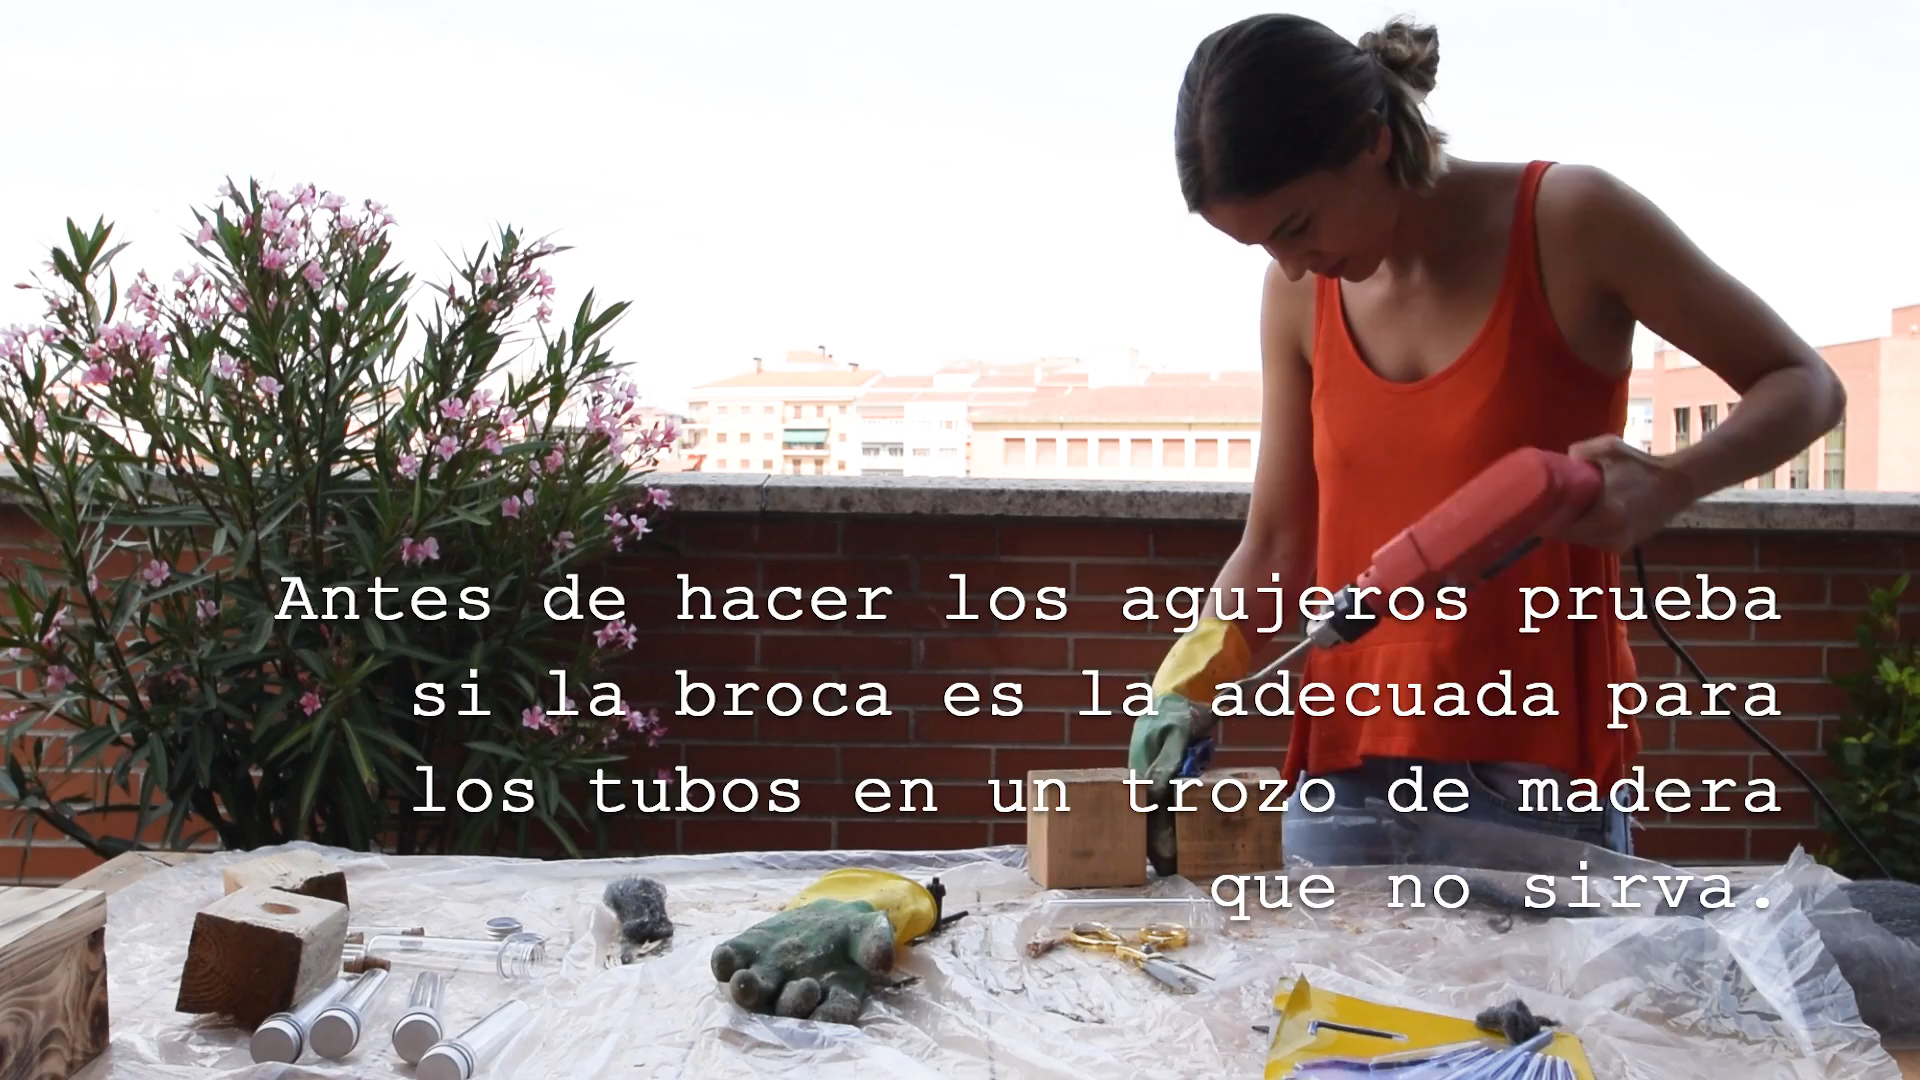 Antes de hacer los agujeros prueba
si la broca es la adecuada para
los tubos en un trozo de madera
que no sirva.